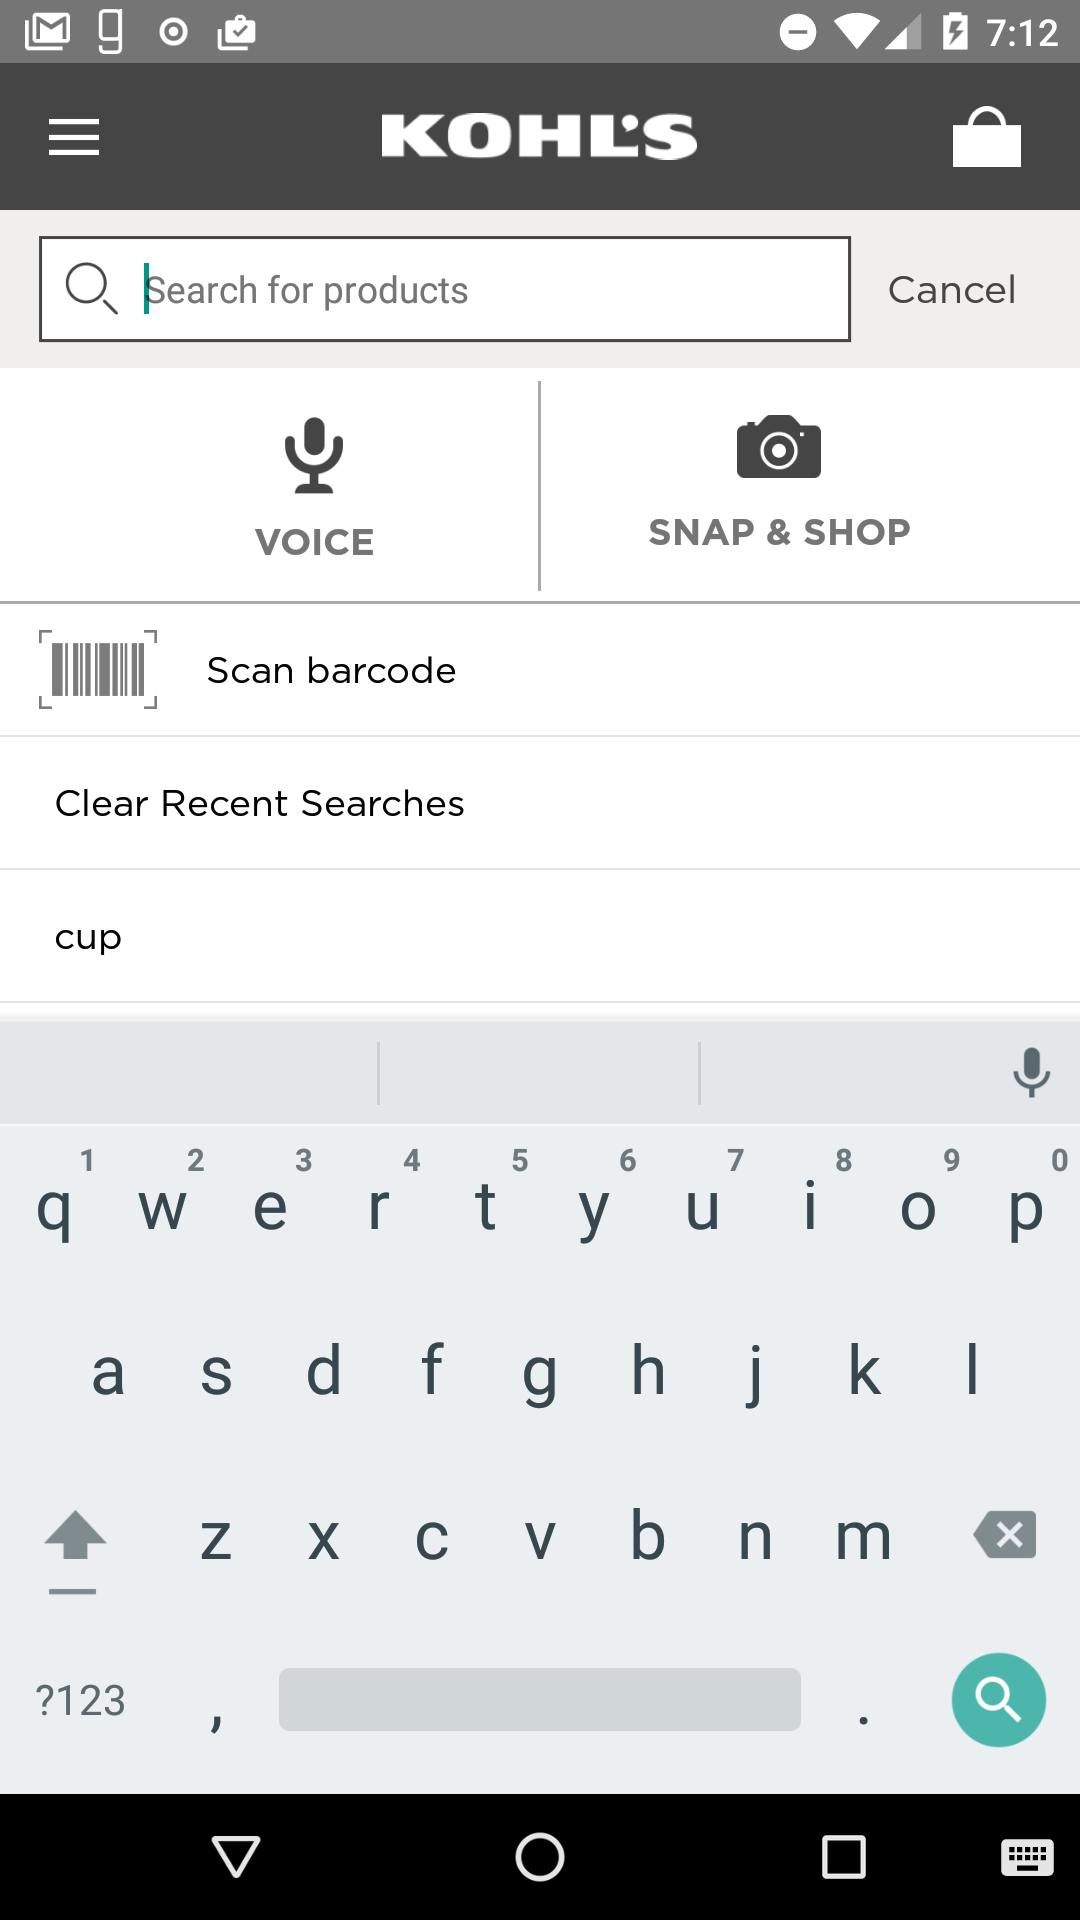 7:12
KOHL'S
Search for products
Cancel
VOICE
SNAP & SHOP
Scan barcode
Clear Recent Searches
cup
1 2 3 4 5 6 7 8 9 0
q w e r t y u i o p
a s d f g h j k l
z x c v b n m
?123 , .